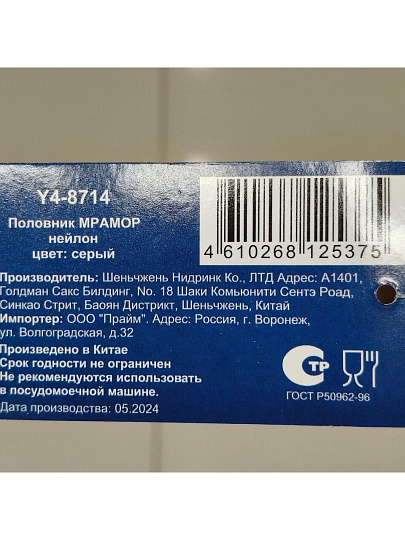 Y4-8714
Половник МРАМОР
нейлон
цвет: серый
4 610268 125375
Производитель: Шеньчжень Нидринк Ко., ЛТД Адрес: А1401,
Голдман Сакс Билдинг, No. 18 Шаки Комьюнити Сентэ Роад,
Синкао Стрит, Баоян Дистрикт, Шеньчжень, Китай
Импортер: ООО "Прайм". Адрес: Россия, г. Воронеж,
ул. Волгоградская, д.32
Произведено в Китае
Срок годности не ограничен
Не рекомендуются использовать
в посудомоечной машине.
Дата производства: 05.2024
СТР
ГОСТ Р50962-96